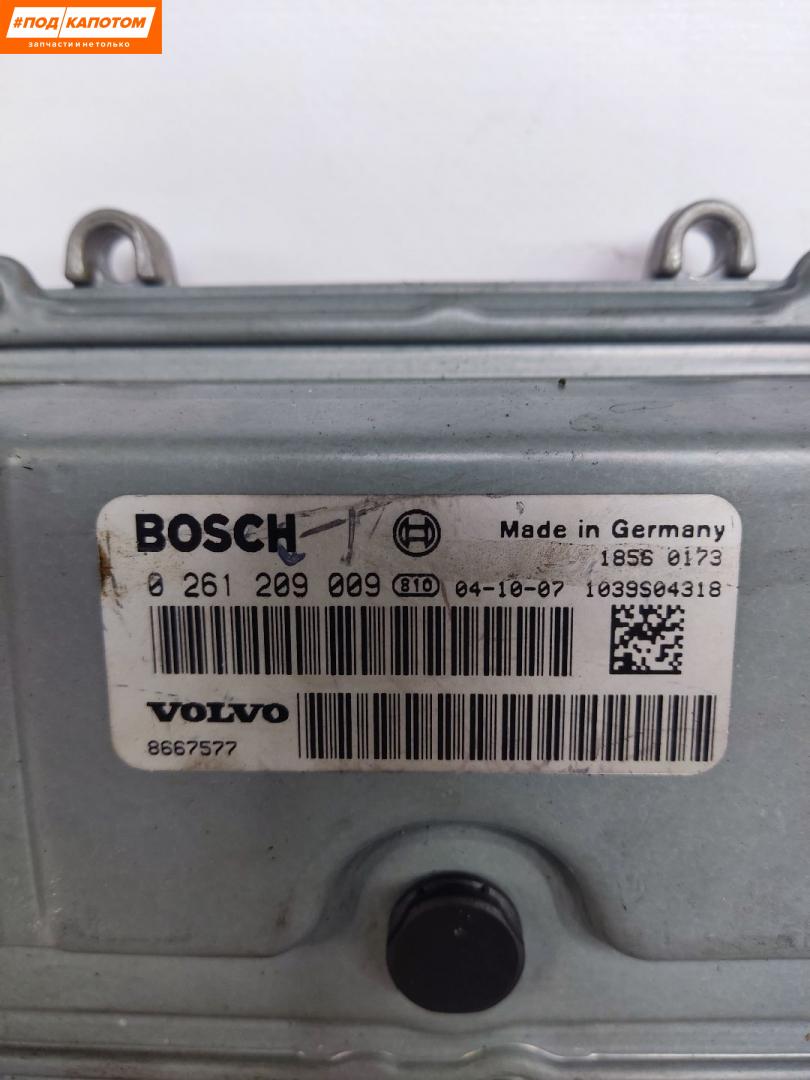 #ПОД КАПОТОМ
запчасти и не только
BOSCH Made in Germany
1856 0173
0 261 209 009 810 04-10-07 1039S04318
VOLVO
8667577